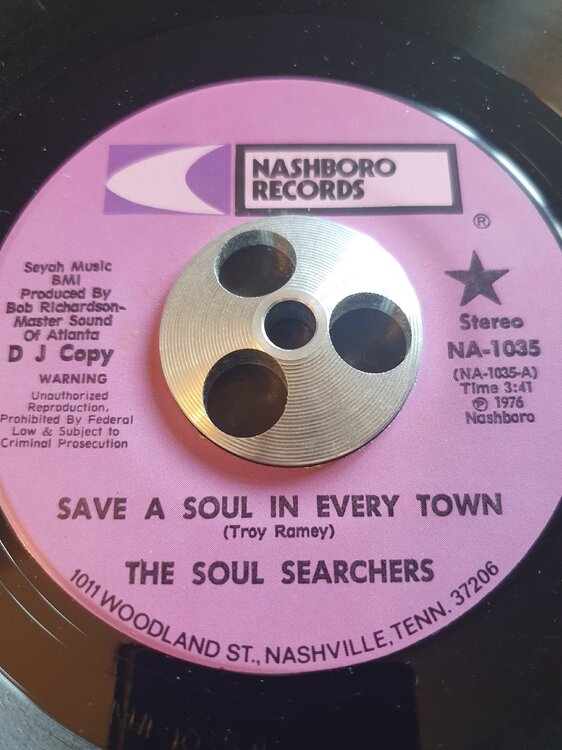 NASHBORO
RECORDS
®
Seyah Music
BMI
Produced By
Bob Richardson-
Master Sound
Of Atlanta
D J Copy
WARNING
Unauthorized
Reproduction,
Prohibited By Federal
Law & Subject to
Criminal Prosecution
Stereo
NA-1035
(NA-1035-A)
Time 3:41
℗ 1976
Nashboro
SAVE A SOUL IN EVERY TOWN
(Troy Ramey)
THE SOUL SEARCHERS
1011 WOODLAND ST., NASHVILLE, TENN. 37206